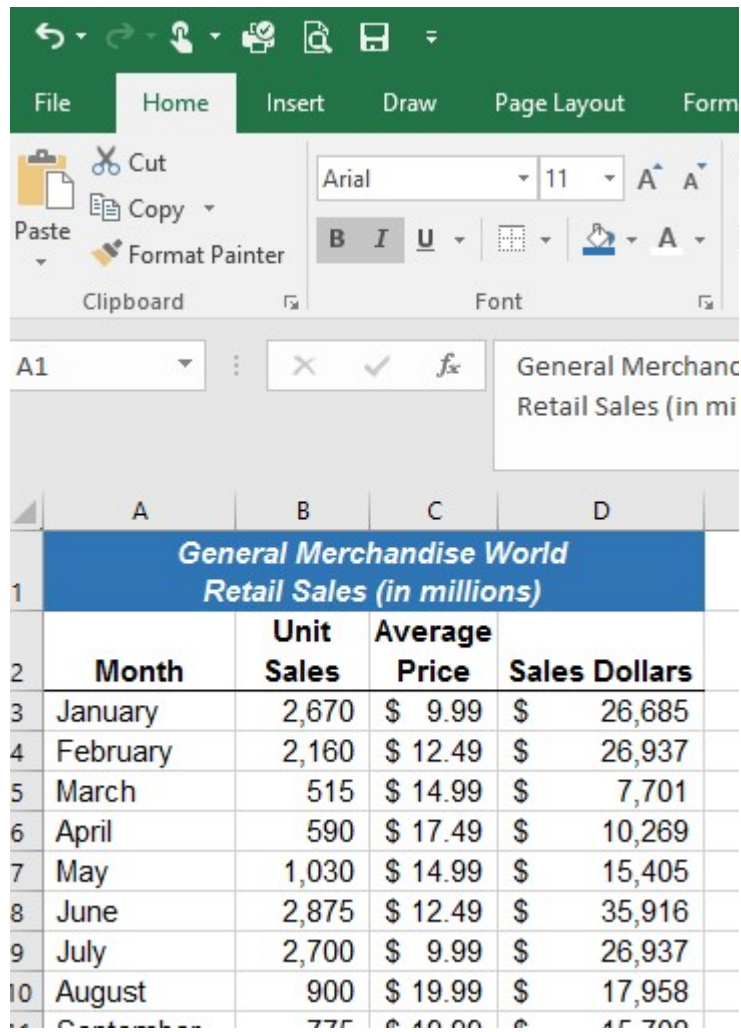 File Home Insert Draw Page Layout Form
Cut
Copy
Paste
Format Painter
Clipboard
Arial 11 A A
B I U A
Font
A1 fx General Merchand
Retail Sales (in mi
A B C D
1 General Merchandise World
Retail Sales (in millions)
2 Month Unit Sales Average Price Sales Dollars
3 January 2,670 $ 9.99 $ 26,685
4 February 2,160 $ 12.49 $ 26,937
5 March 515 $ 14.99 $ 7,701
6 April 590 $ 17.49 $ 10,269
7 May 1,030 $ 14.99 $ 15,405
8 June 2,875 $ 12.49 $ 35,916
9 July 2,700 $ 9.99 $ 26,937
10 August 900 $ 19.99 $ 17,958